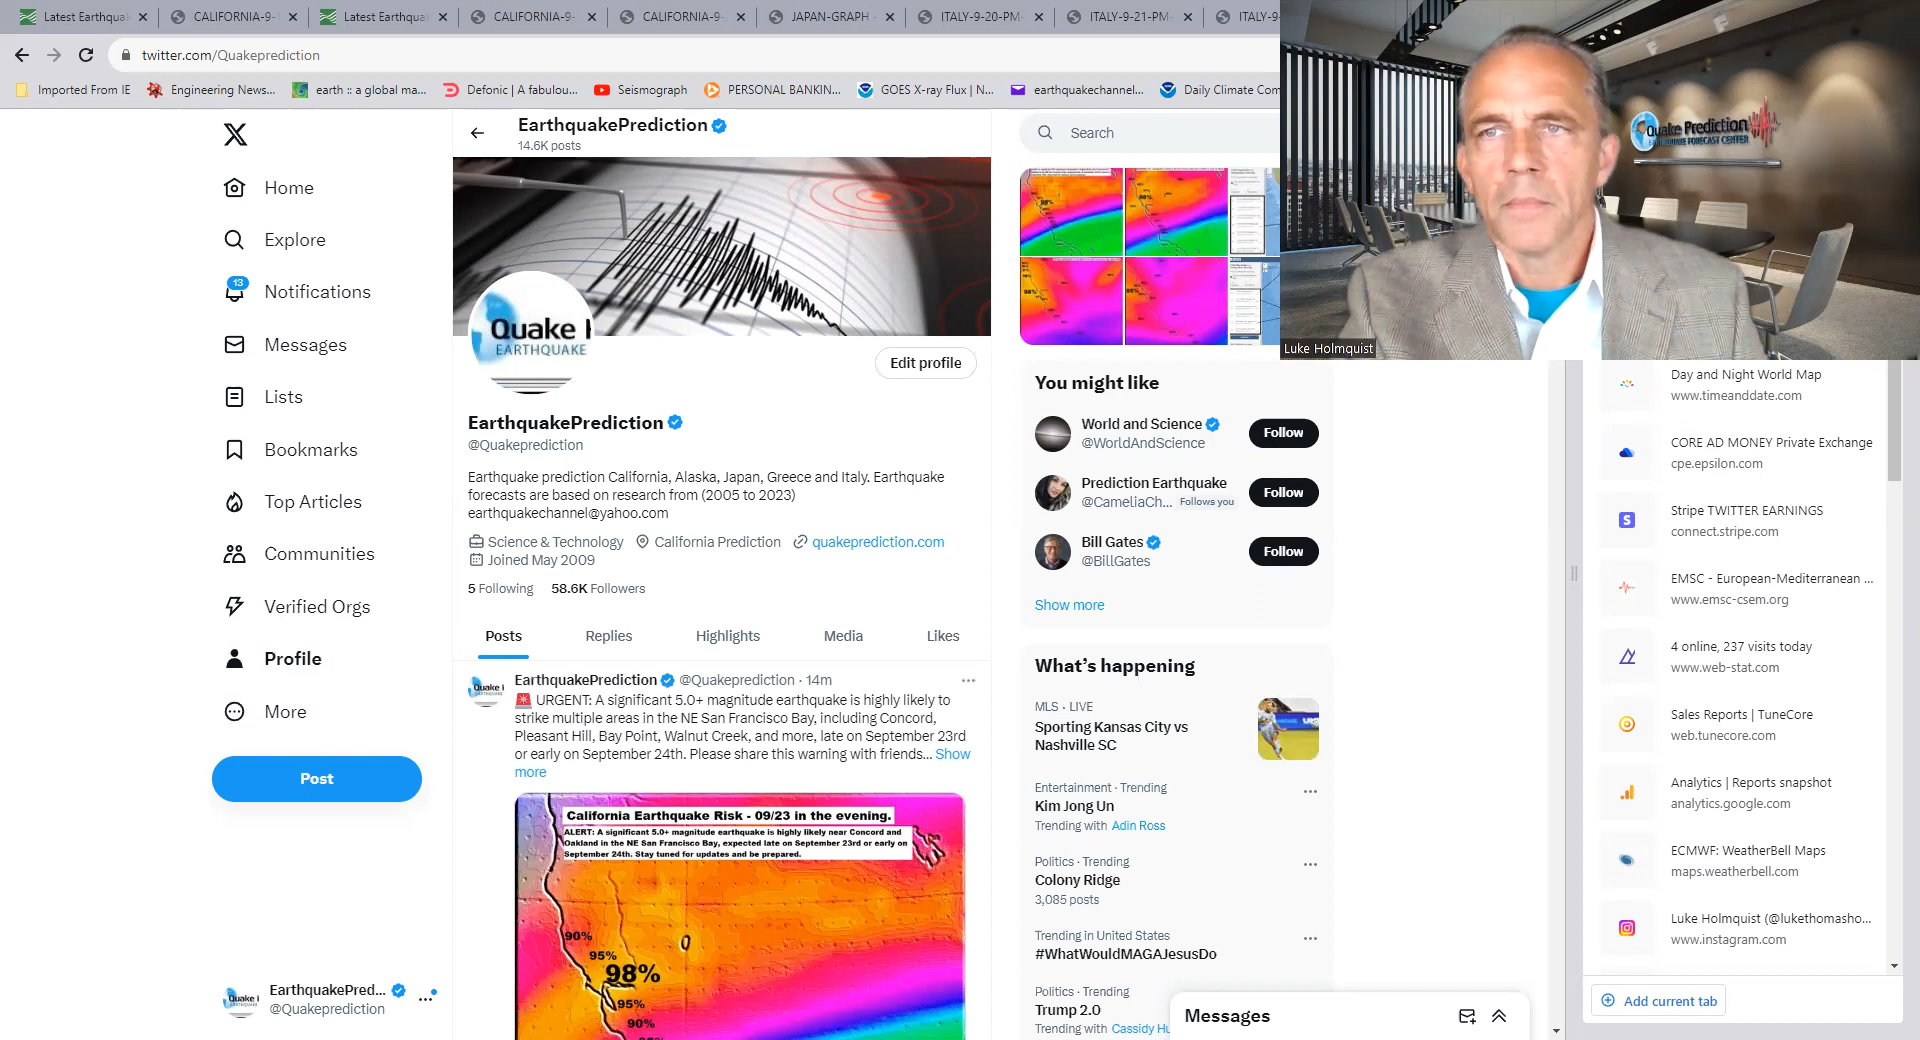 Latest Earthqua
CALIFORNIA-9-
Latest Earthqua
CALIFORNIA-9-
CALIFORNIA-9-
JAPAN-GRAPH -
ITALY-9-20-PM-
ITALY-9-21-PM-
ITALY-9-
twitter.com/Quakeprediction
Imported From IE
Engineering News...
earth :: a global ma...
Defonic | A fabulou...
Seismograph
PERSONAL BANKIN...
GOES X-ray Flux | N...
earthquakechannel...
Daily Climate Com
Quake Prediction
EARTHQUAKE FORECAST CENTER
Luke Holmquist
Home
Explore
13
Notifications
Messages
Lists
Bookmarks
Top Articles
Communities
Verified Orgs
Profile
More
Post
EarthquakePred...
@Quakeprediction
EarthquakePrediction
14.6K posts
Quake
EARTHQUAKE
Edit profile
EarthquakePrediction
@Quakeprediction
Earthquake prediction California, Alaska, Japan, Greece and Italy. Earthquake
forecasts are based on research from (2005 to 2023)
earthquakechannel@yahoo.com
Science & Technology California Prediction quakeprediction.com
Joined May 2009
5 Following 58.6K Followers
Posts Replies Highlights Media Likes
EarthquakePrediction @Quakeprediction · 14m
🚨 URGENT: A significant 5.0+ magnitude earthquake is highly likely to
strike multiple areas in the NE San Francisco Bay, including Concord,
Pleasant Hill, Bay Point, Walnut Creek, and more, late on September 23rd
or early on September 24th. Please share this warning with friends... Show
more
California Earthquake Risk - 09/23 in the evening.
ALERT: A significant 5.0+ magnitude earthquake is highly likely near Concord and
Oakland in the NE San Francisco Bay, expected late on September 23rd or early on
September 24th. Stay tuned for updates and be prepared.
90%
95%
98%
95%
90%
Search
You might like
World and Science
@WorldAndScience
Follow
Prediction Earthquake
@CameliaCh... Follows you
Follow
Bill Gates
@BillGates
Follow
Show more
What's happening
MLS · LIVE
Sporting Kansas City vs
Nashville SC
Entertainment · Trending
Kim Jong Un
Trending with Adin Ross
Politics · Trending
Colony Ridge
3,085 posts
Trending in United States
#WhatWouldMAGAJesusDo
Politics · Trending
Trump 2.0
Trending with Cassidy Hu
Messages
Day and Night World Map
www.timeanddate.com
CORE AD MONEY Private Exchange
cpe.epsilon.com
Stripe TWITTER EARNINGS
connect.stripe.com
EMSC - European-Mediterranean ...
www.emsc-csem.org
4 online, 237 visits today
www.web-stat.com
Sales Reports | TuneCore
web.tunecore.com
Analytics | Reports snapshot
analytics.google.com
ECMWF: WeatherBell Maps
maps.weatherbell.com
Luke Holmquist (@lukethomasho...
www.instagram.com
Add current tab